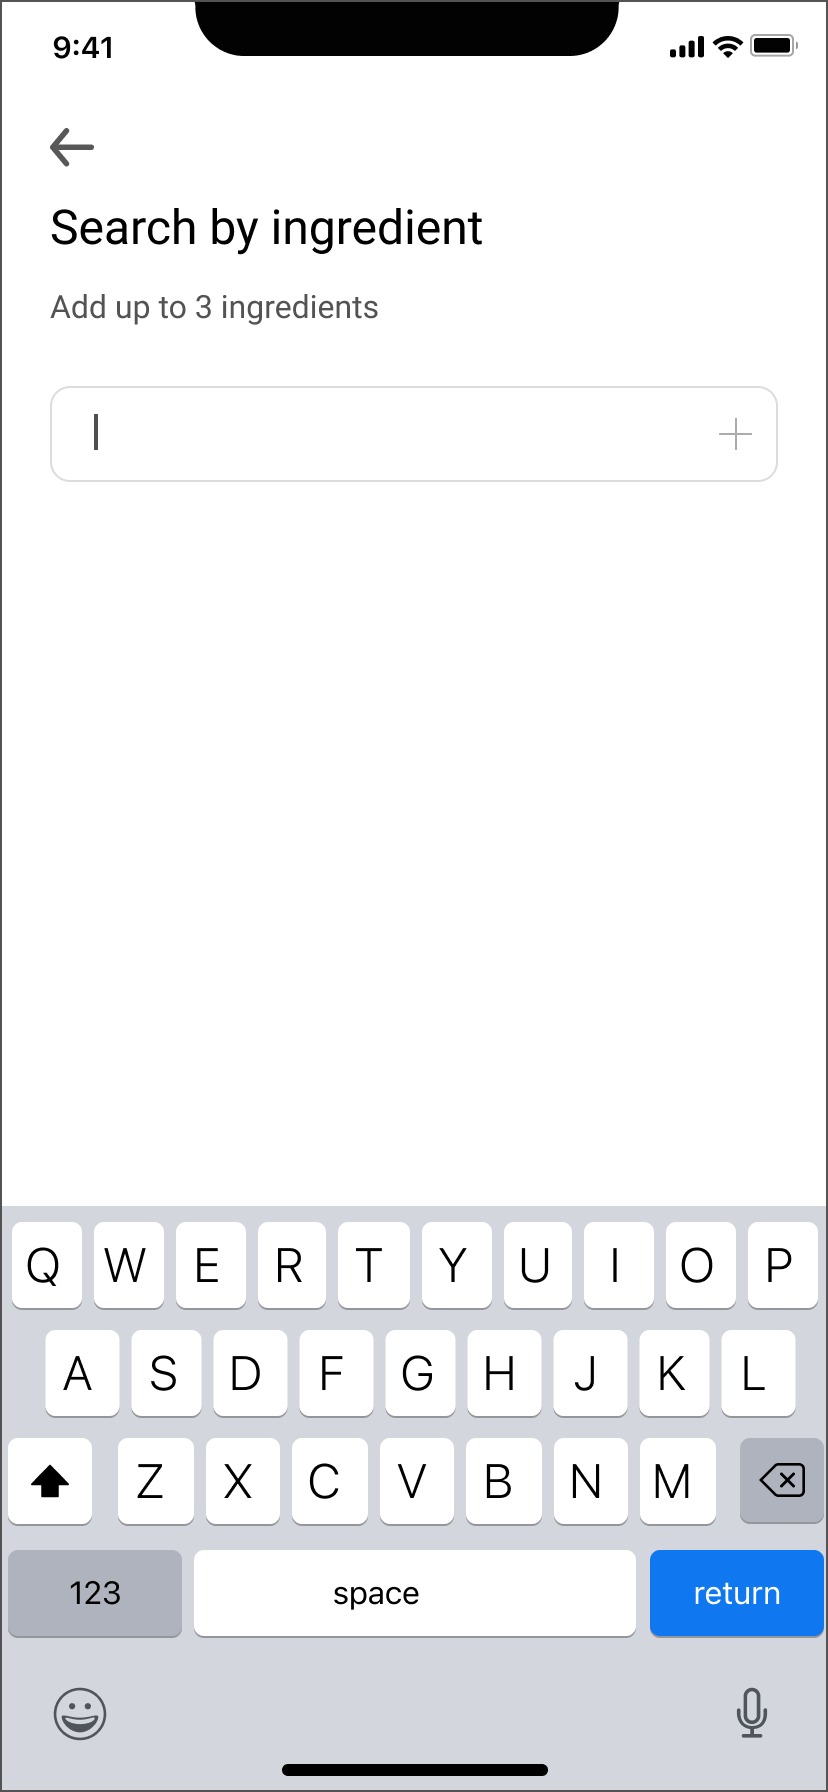 9:41
Search by ingredient
Add up to 3 ingredients
Q W E R T Y U I O P
A S D F G H J K L
Z X C V B N M
123 space return